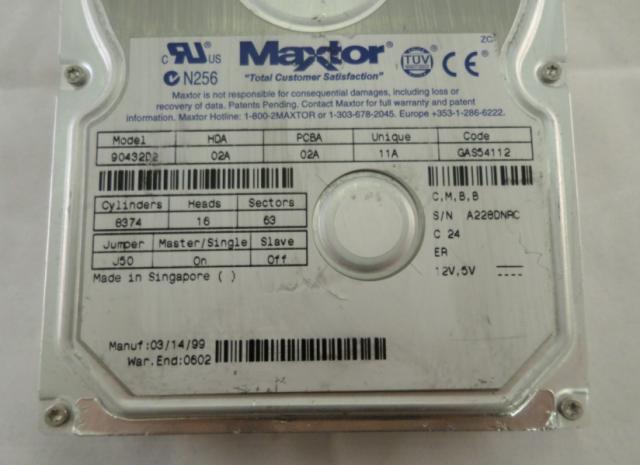 ZC
c RU US
Maxtor®
TÜV
CE
N256
"Total Customer Satisfaction"
Maxtor is not responsible for consequential damages, including loss or
recovery of data. Patents Pending. Contact Maxtor for full warranty and patent
information. Maxtor Hotline: 1-800-2MAXTOR or 1-303-678-2045. Europe +353-1-286-6222.
Model HDA PCBA Unique Code
90432D2 02A 02A 11A GAS54112
Cylinders Heads Sectors
8374 16 63
Jumper Master/Single Slave
J50 On Off
Made in Singapore ( )
C,M,B,B
S/N A228DNRC
C 24
ER
12V,5V
Manuf:03/14/99
War.End:0602